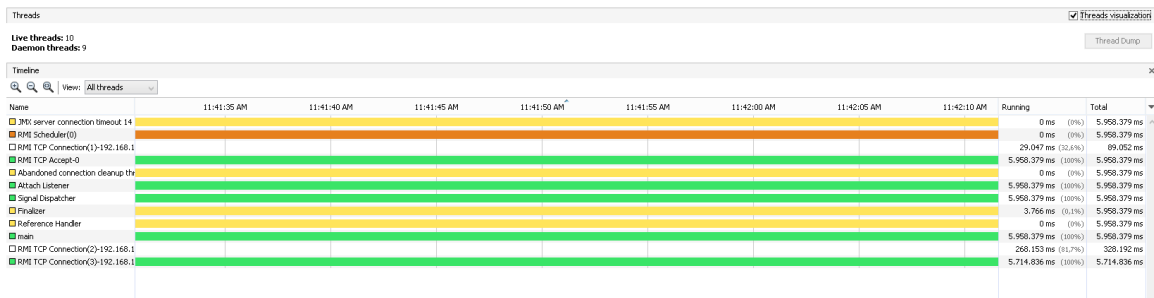 Threads
Threads visualization
Live threads: 10
Daemon threads: 9
Thread Dump
Timeline
View: All threads
Name 11:41:35 AM 11:41:40 AM 11:41:45 AM 11:41:50 AM 11:41:55 AM 11:42:00 AM 11:42:05 AM 11:42:10 AM Running Total
JMX server connection timeout 14 0 ms (0%) 5.958.379 ms
RMI Scheduler(0) 0 ms (0%) 5.958.379 ms
RMI TCP Connection(1)-192.168.1 29.047 ms (32,6%) 89.052 ms
RMI TCP Accept-0 5.958.379 ms (100%) 5.958.379 ms
Abandoned connection cleanup thr 0 ms (0%) 5.958.379 ms
Attach Listener 5.958.379 ms (100%) 5.958.379 ms
Signal Dispatcher 5.958.379 ms (100%) 5.958.379 ms
Finalizer 3.766 ms (0,1%) 5.958.379 ms
Reference Handler 0 ms (0%) 5.958.379 ms
main 5.958.379 ms (100%) 5.958.379 ms
RMI TCP Connection(2)-192.168.1 268.153 ms (81,7%) 328.192 ms
RMI TCP Connection(3)-192.168.1 5.714.836 ms (100%) 5.714.836 ms